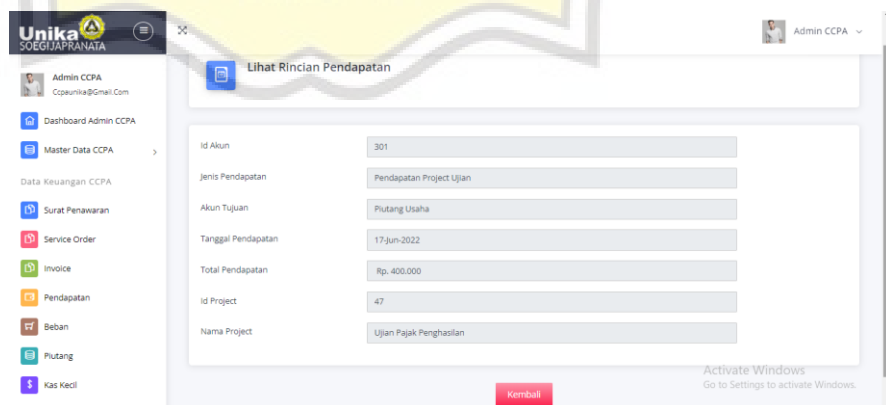 Unika
SOEGIJAPRANATA
Admin CCPA
Admin CCPA
Ccpaunika@Gmail.Com
Dashboard Admin CCPA
Master Data CCPA
Data Keuangan CCPA
Surat Penawaran
Service Order
Invoice
Pendapatan
Beban
Piutang
Kas Kecil
Lihat Rincian Pendapatan
Id Akun 301
Jenis Pendapatan Pendapatan Project Ujian
Akun Tujuan Piutang Usaha
Tanggal Pendapatan 17-Jun-2022
Total Pendapatan Rp. 400.000
Id Project 47
Nama Project Ujian Pajak Penghasilan
Kembali
Activate Windows
Go to Settings to activate Windows.